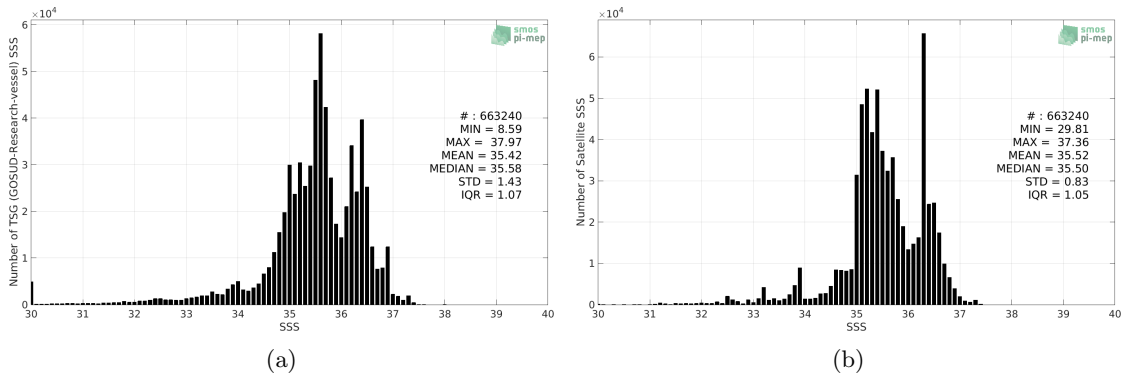 ×10⁴
6
5
4
3
2
1
0
Number of TSG (GOSUD-Research-vessel) SSS
30 31 32 33 34 35 36 37 38 39 40
SSS
smos
pi-mep
# : 663240
MIN = 8.59
MAX = 37.97
MEAN = 35.42
MEDIAN = 35.58
STD = 1.43
IQR = 1.07
(a)
×10⁴
6
5
4
3
2
1
0
Number of Satellite SSS
30 31 32 33 34 35 36 37 38 39 40
SSS
smos
pi-mep
# : 663240
MIN = 29.81
MAX = 37.36
MEAN = 35.52
MEDIAN = 35.50
STD = 0.83
IQR = 1.05
(b)